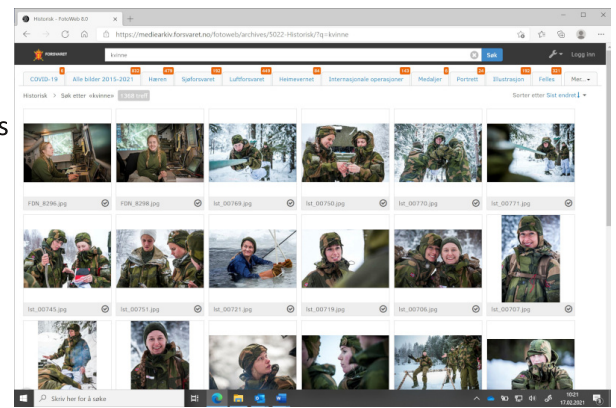 Historisk - FotoWeb 8.0
https://mediearkiv.forsvaret.no/fotoweb/archives/5022-Historisk/?q=kvinne
s
FORSVARET
kvinne
Søk
Logg inn
COVID-19 Alle bilder 2015-2021 Hæren Sjøforsvaret Luftforsvaret Heimevernet Internasjonale operasjoner Medaljer Portrett Illustrasjon Felles Mer...
Historisk > Søk etter «kvinne» 1308 treff
Sorter etter Sist endret
FDN_8296.jpg FDN_8298.jpg lst_00769.jpg lst_00750.jpg lst_00770.jpg lst_00771.jpg
lst_00745.jpg lst_00751.jpg lst_00721.jpg lst_00719.jpg lst_00706.jpg lst_00707.jpg
Skriv her for å søke
10:21
17.02.2021